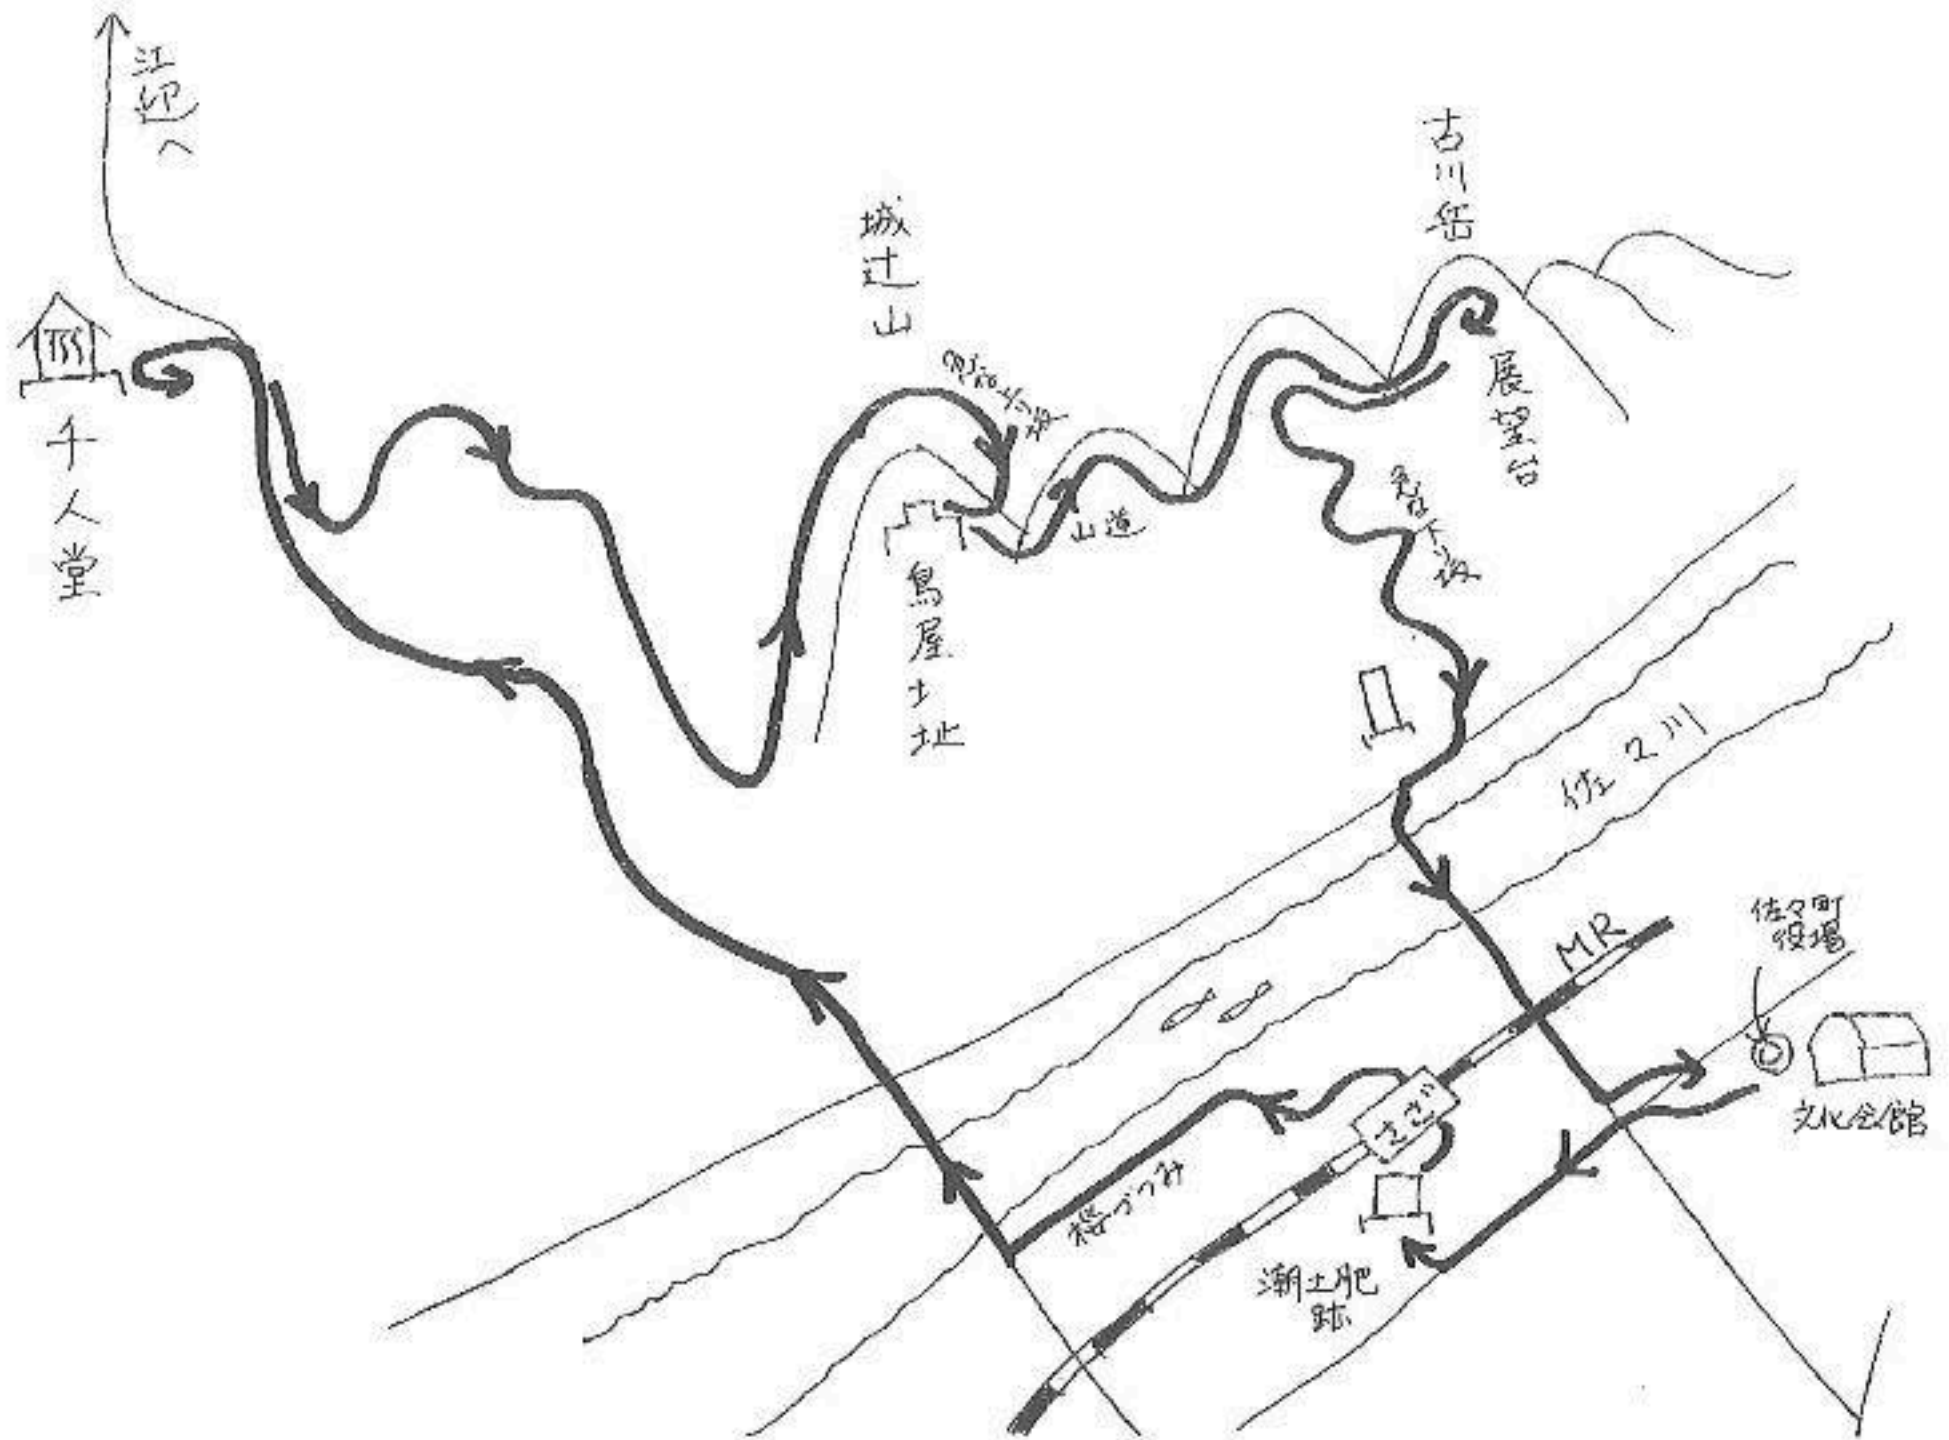 江迎へ
千人堂
城辻山
鳥屋土址
山道
古川岳
展望台
佐々川
MR
佐々町
役場
文化会館
さざ
桜づつみ
潮土肥
跡